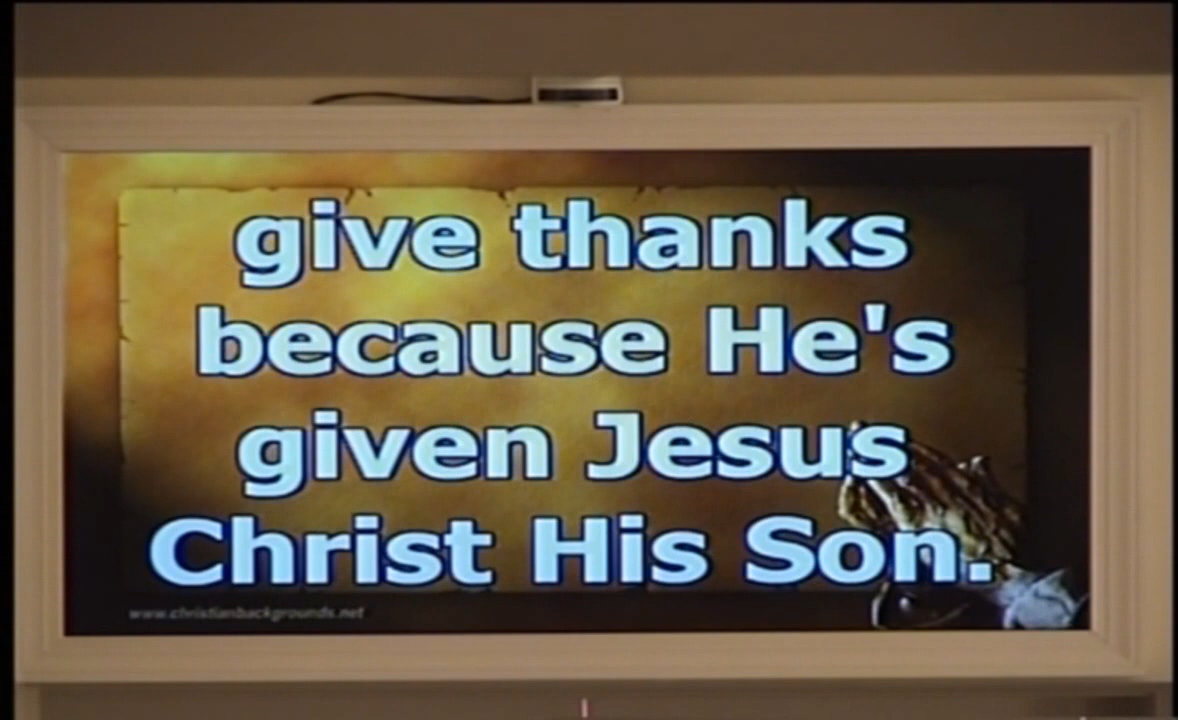 give thanks
because He's
given Jesus
Christ His Son.
www.christianbackgrounds.net